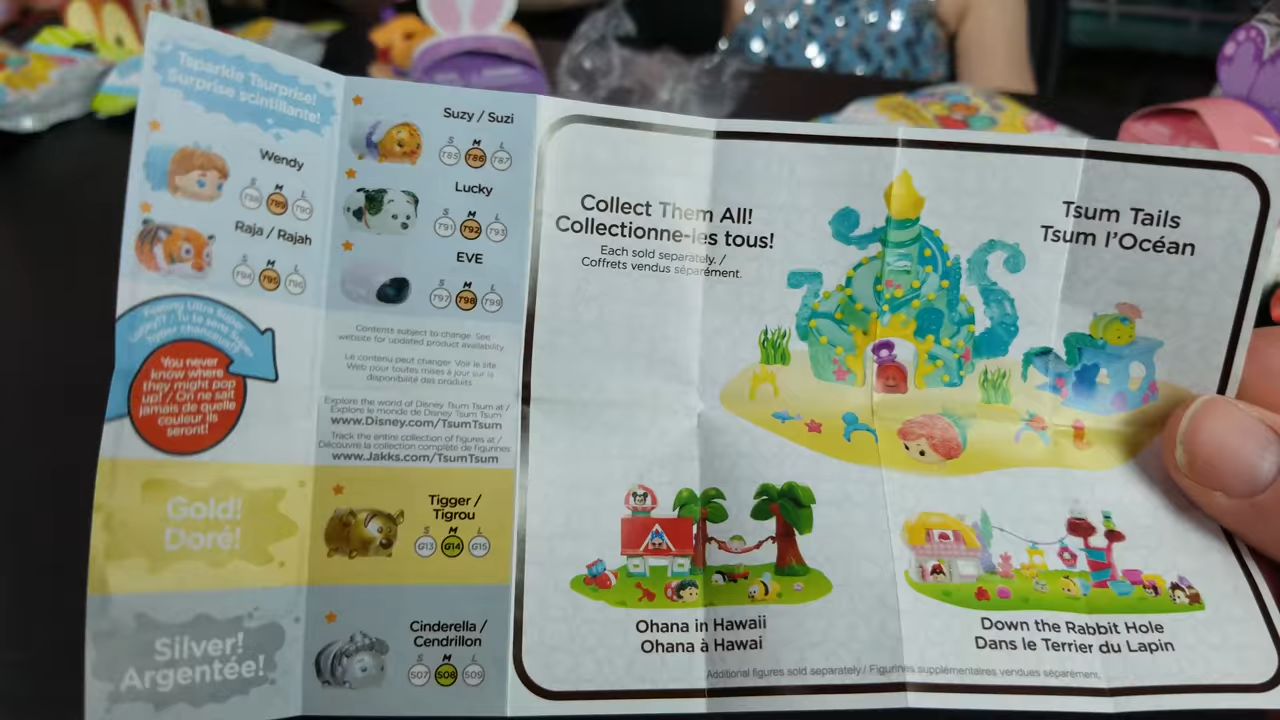 Tsparkle Tsurprise!
Surprise scintillante!
Wendy
S M L
T88 T89 T90
Raja / Rajah
S M L
T94 T95 T96
You never
know where
they might pop
up! / On ne sait
jamais de quelle
couleur ils
seront!
Gold!
Doré!
Silver!
Argentée!
Suzy / Suzi
S M L
T85 T86 T87
Lucky
S M L
T91 T92 T93
EVE
S M L
T97 T98 T99
Contents subject to change. See
website for updated product availability.
Le contenu peut changer. Voir le site
Web pour toutes mises à jour sur la
disponibilité des produits
Explore the world of Disney Tsum Tsum at /
Explore le monde de Disney Tsum Tsum
www.Disney.com/TsumTsum
Track the entire collection of figures at /
Découvre la collection complète de figurines
www.Jakks.com/TsumTsum
Tigger /
Tigrou
S M L
G13 G14 G15
Cinderella /
Cendrillon
S M L
S07 S08 S09
Collect Them All!
Collectionne-les tous!
Each sold separately. /
Coffrets vendus séparément.
Tsum Tails
Tsum l'Océan
Ohana in Hawaii
Ohana à Hawaï
Down the Rabbit Hole
Dans le Terrier du Lapin
Additional figures sold separately / Figurines supplémentaires vendues séparément.